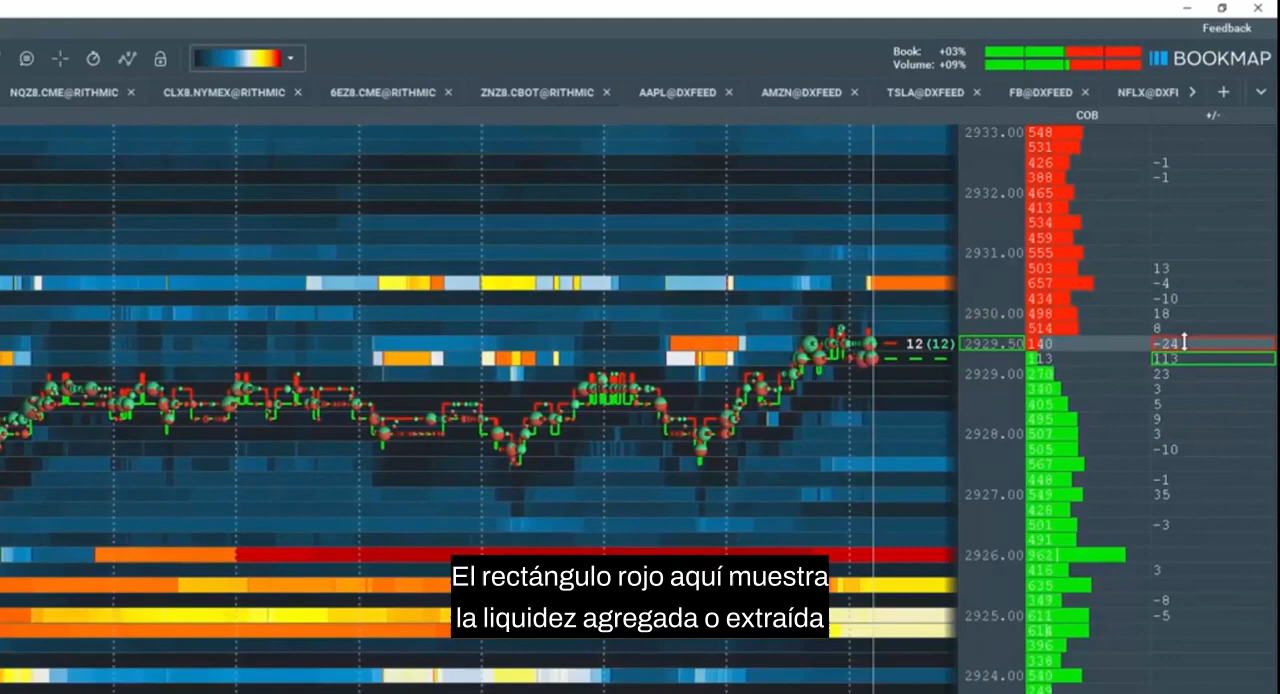 Feedback
Book: +03%
Volume: +09%
BOOKMAP
NQZ8.CME@RITHMIC × CLX8.NYMEX@RITHMIC × 6EZ8.CME@RITHMIC × ZNZ8.CBOT@RITHMIC × AAPL@DXFEED × AMZN@DXFEED × TSLA@DXFEED × FB@DXFEED × NFLX@DXFI
COB +/-
2933.00 548
531
426 -1
388 -1
2932.00 465
413
534
459
2931.00 555
503 13
657 -4
434 -10
2930.00 498 18
514 8
12 (12) 2929.50 140 -24
113 113
2929.00 270 23
340 3
405 5
495 9
2928.00 507 3
505 -10
567
448 -1
2927.00 549 35
428
501 -3
491
2926.00 962
416 3
635
349 -8
2925.00 611 -5
614
396
338
2924.00 540
249
El rectángulo rojo aquí muestra
la liquidez agregada o extraída